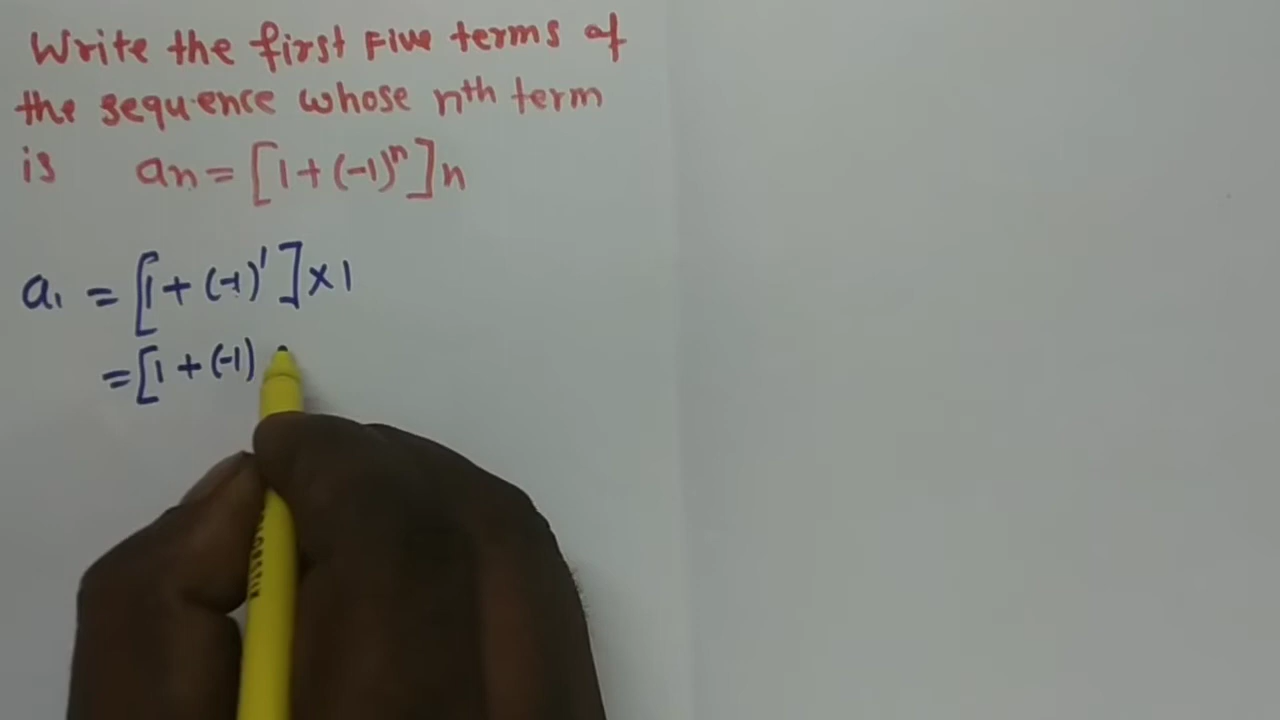 Write the first Five terms of
the sequence whose nth term
is an = [1 + (-1)^n ] n
a1 = [1 + (-1)^1 ] × 1
= [1 + (-1)